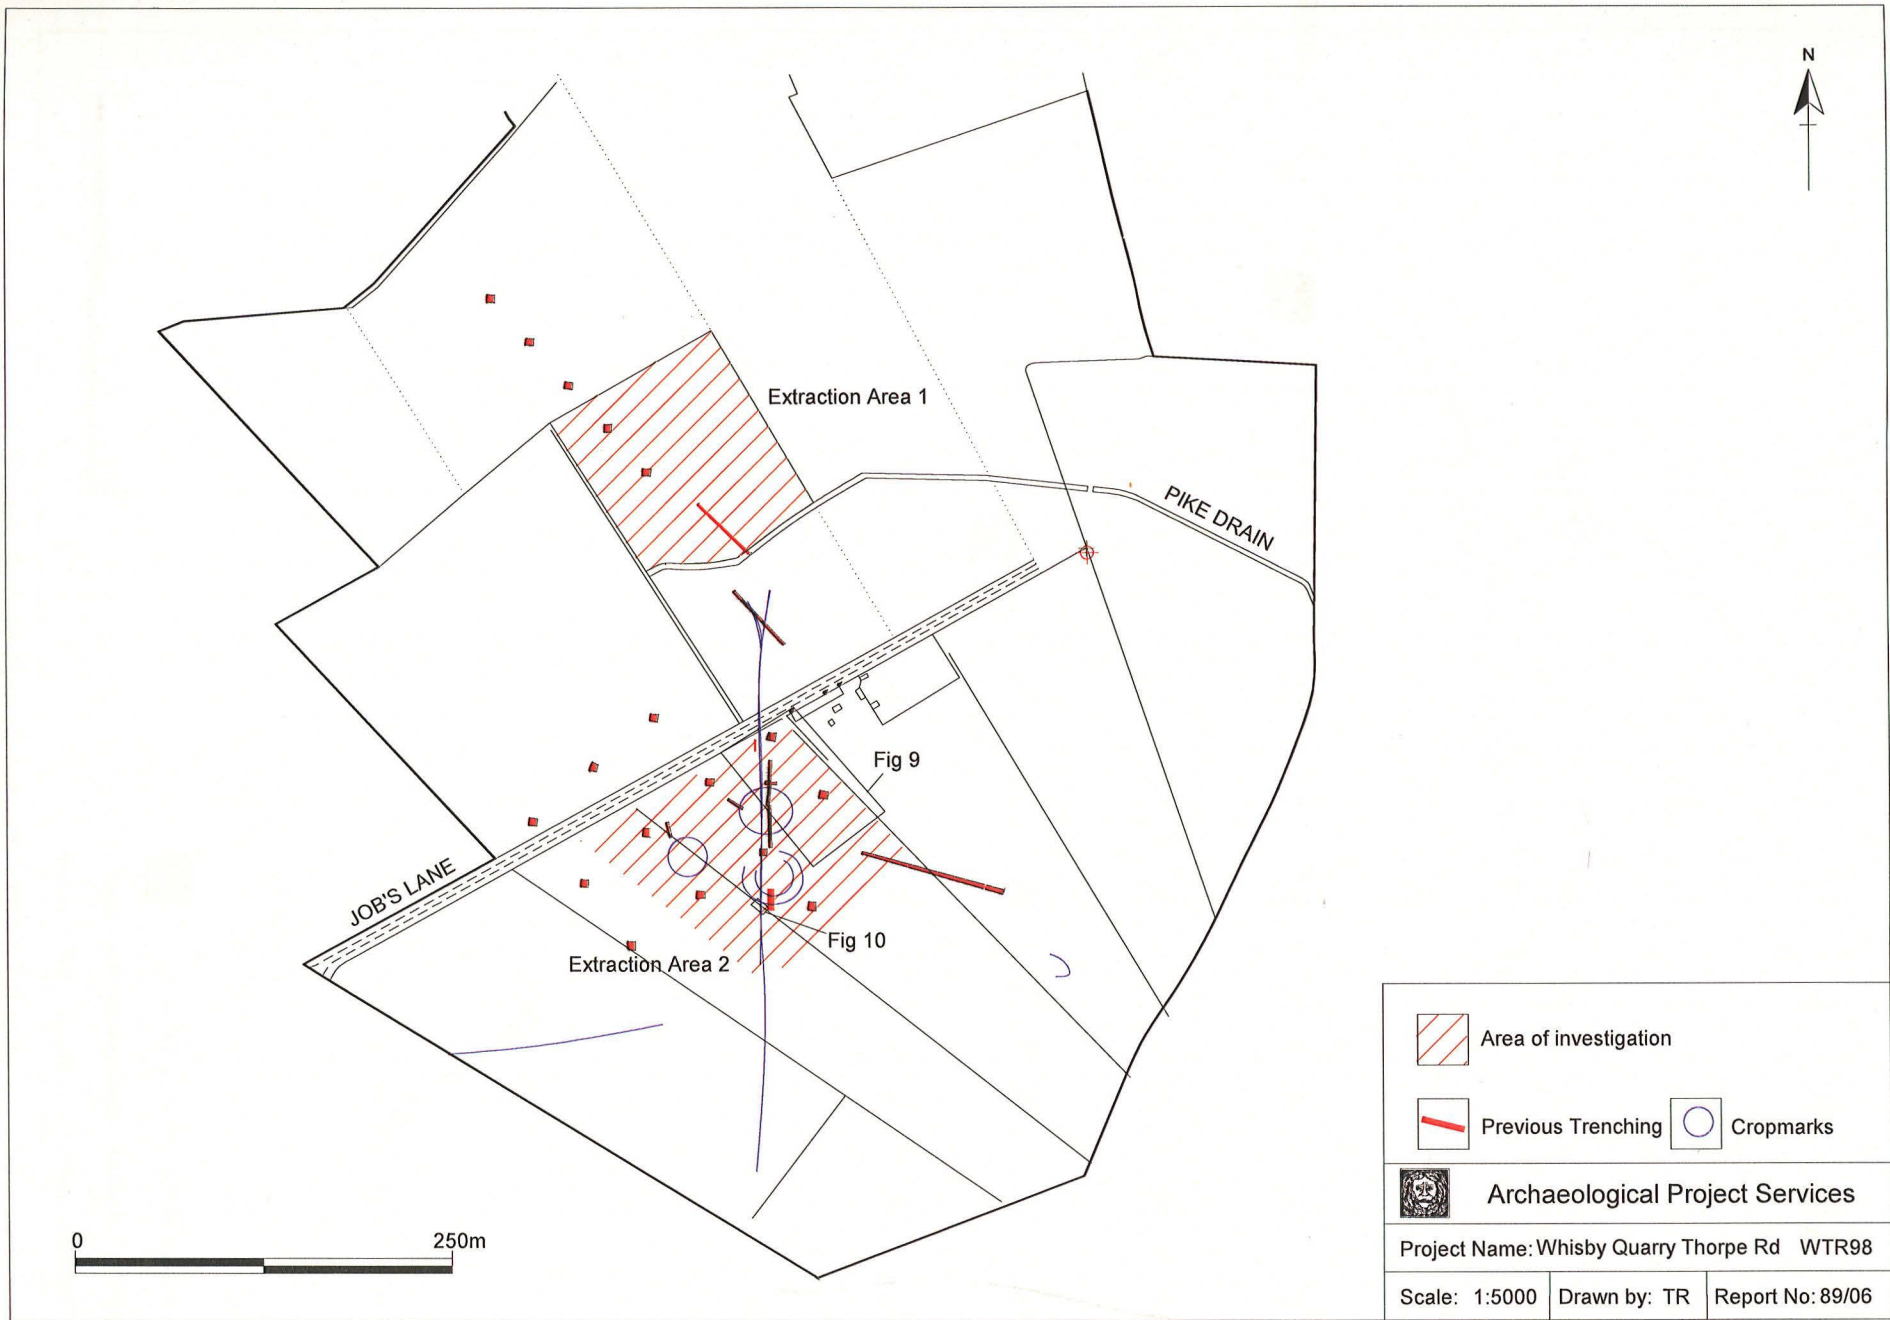 N
Extraction Area 1
PIKE DRAIN
Fig 9
JOB'S LANE
Fig 10
Extraction Area 2
0 250m
Area of investigation
Previous Trenching Cropmarks
Archaeological Project Services
Project Name: Whisby Quarry Thorpe Rd WTR98
Scale: 1:5000 Drawn by: TR Report No: 89/06